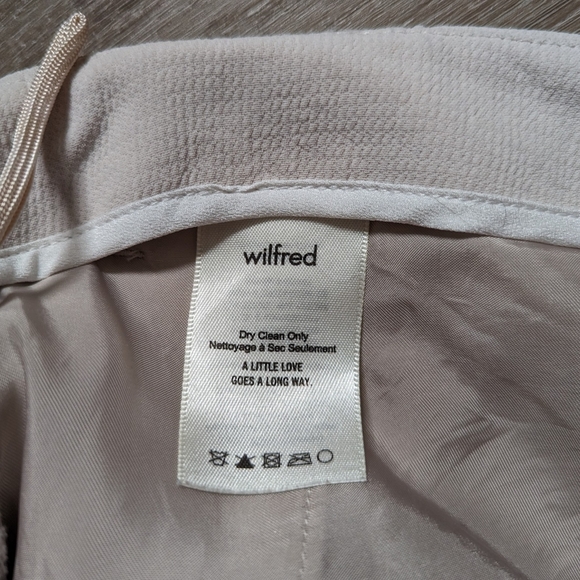 wilfred
Dry Clean Only
Nettoyage à Sec Seulement
A LITTLE LOVE
GOES A LONG WAY.